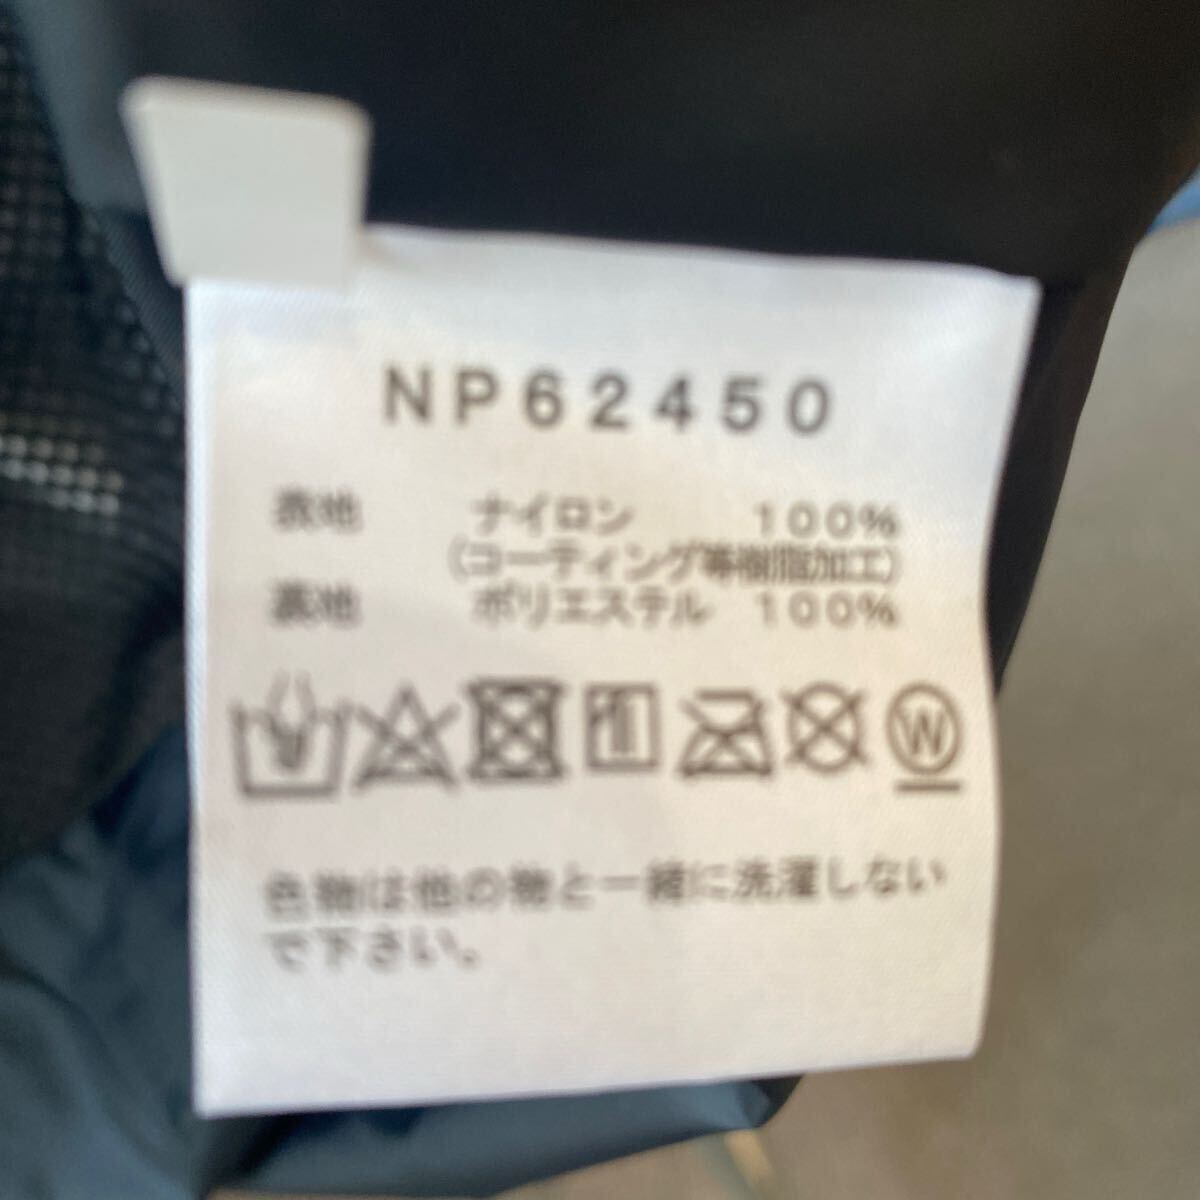 NP62450
表地 ナイロン 100%
(コーティング等樹脂加工)
裏地 ポリエステル 100%
W
色物は他の物と一緒に洗濯しない
で下さい。